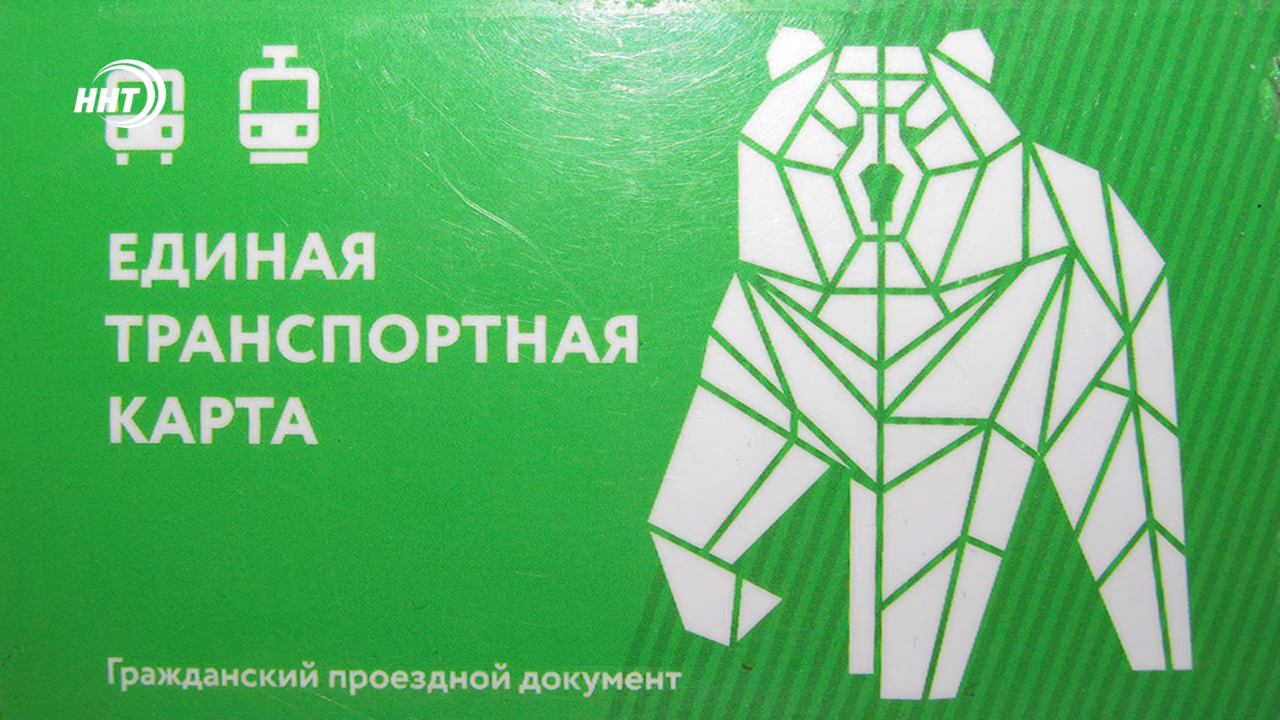 ННТ
ЕДИНАЯ
ТРАНСПОРТНАЯ
КАРТА
Гражданский проездной документ